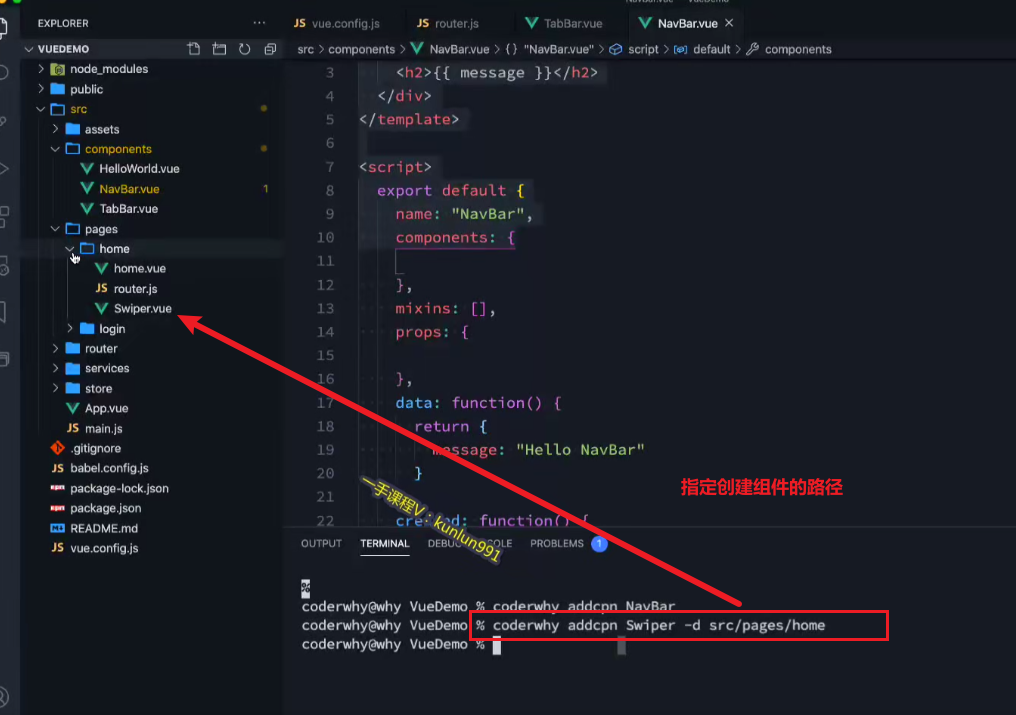 EXPLORER
···
VUEDEMO
node_modules
public
src
assets
components
HelloWorld.vue
NavBar.vue
1
TabBar.vue
pages
home
home.vue
JS router.js
Swiper.vue
login
router
services
store
App.vue
JS main.js
.gitignore
JS babel.config.js
package-lock.json
package.json
README.md
JS vue.config.js
JS vue.config.js
JS router.js
TabBar.vue
NavBar.vue ×
src > components > NavBar.vue > {} "NavBar.vue" > script > default > components
3 <h2>{{ message }}</h2>
4 </div>
5 </template>
6
7 <script>
8 export default {
9 name: "NavBar",
10 components: {
11
12 },
13 mixins: [],
14 props: {
15
16 },
17 data: function() {
18 return {
19 message: "Hello NavBar"
20 }
21
22 created: function() {
指定创建组件的路径
一手课程V：kunlun991
OUTPUT
TERMINAL
DEBUG CONSOLE
PROBLEMS 1
%
coderwhy@why VueDemo % coderwhy addcpn NavBar
coderwhy@why VueDemo % coderwhy addcpn Swiper -d src/pages/home
coderwhy@why VueDemo %